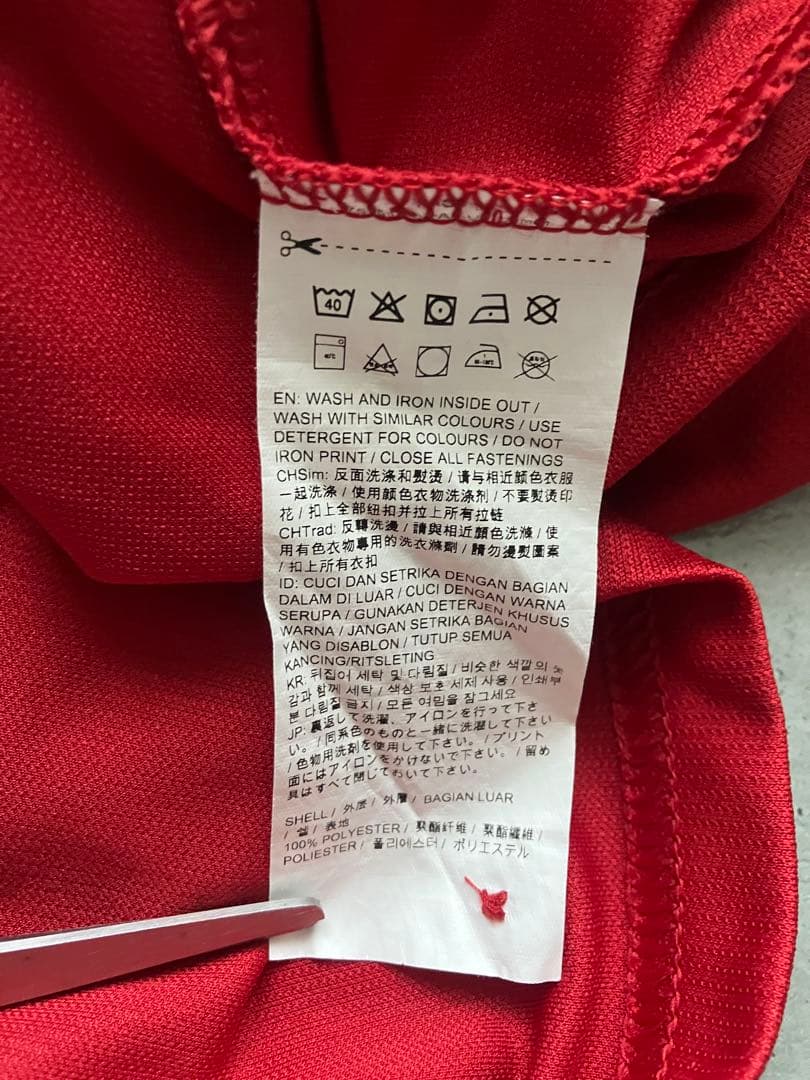 40
EN: WASH AND IRON INSIDE OUT /
WASH WITH SIMILAR COLOURS / USE
DETERGENT FOR COLOURS / DO NOT
IRON PRINT / CLOSE ALL FASTENINGS
CHSim: 反面洗涤和熨烫 / 请与相近颜色衣服
一起洗涤 / 使用颜色衣物洗涤剂 / 不要熨烫印
花 / 扣上全部纽扣并拉上所有拉链
CHTrad: 反轉洗燙 / 請與相近顏色洗滌 / 使
用有色衣物專用的洗衣滌劑 / 請勿燙熨圖案
/ 扣上所有衣扣
ID: CUCI DAN SETRIKA DENGAN BAGIAN
DALAM DI LUAR / CUCI DENGAN WARNA
SERUPA / GUNAKAN DETERJEN KHUSUS
WARNA / JANGAN SETRIKA BAGIAN
YANG DISABLON / TUTUP SEMUA
KANCING/RITSLETING
KR: 뒤집어 세탁 및 다림질 / 비슷한 색깔의 옷
감과 함께 세탁 / 색상 보호 세제 사용 / 인쇄부
분 다림질 금지 / 모든 여밈을 잠그세요
JP: 裏返して洗濯、アイロンを行って下さ
い。 / 同系色のものと一緒に洗濯して下さい
/ 色物用洗剤を使用して下さい。 / プリント
面にはアイロンをかけないで下さい。 / 留め
具はすべて閉じておいて下さい。
SHELL / 外层 / 外層 / BAGIAN LUAR
/ 쉘 / 表地
100% POLYESTER / 聚酯纤维 / 聚酯纖維 /
POLIESTER / 폴리에스터 / ポリエステル